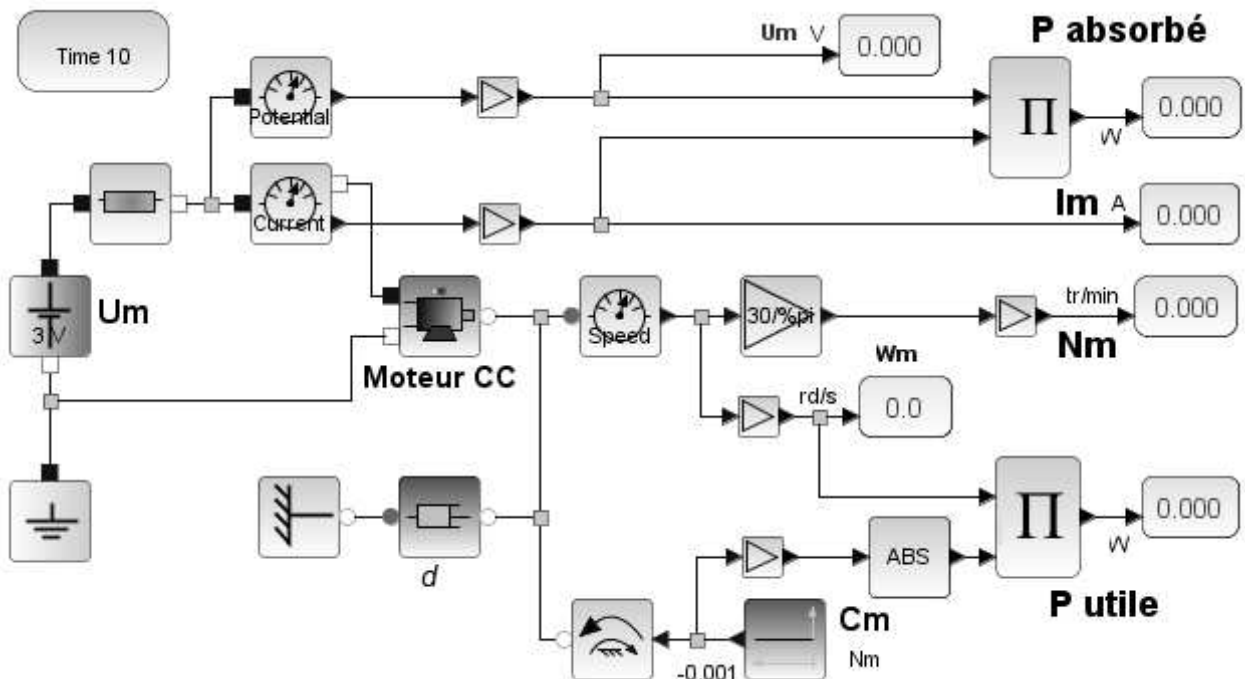 Um V
0.000
P absorbé
Time 10
Potential
0.000
W
Current
Im A
0.000
3 V
Um
Speed
30/%pi
tr/min
0.000
Moteur CC
Wm
Nm
rd/s
0.0
0.000
W
ABS
d
P utile
Cm
-0.001
Nm